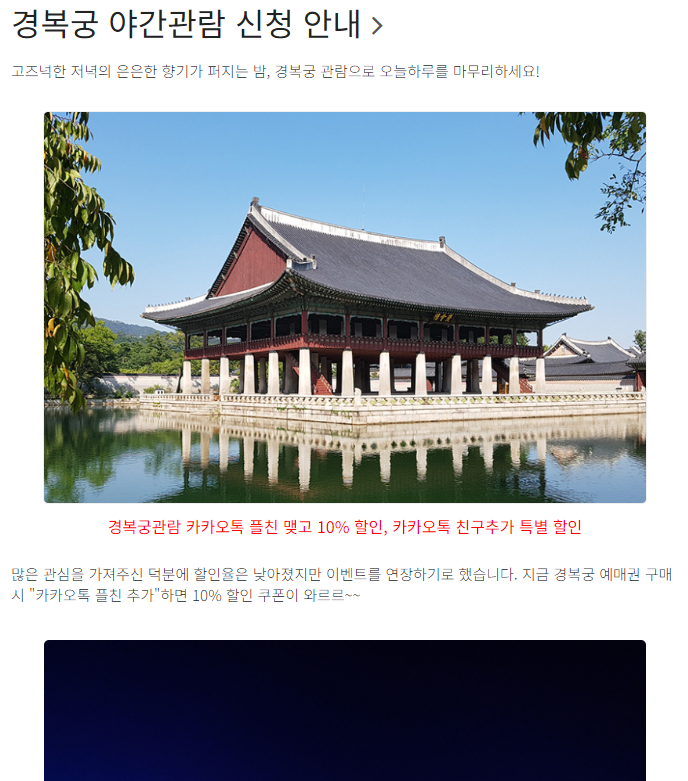 경복궁 야간관람 신청 안내 >
고즈넉한 저녁의 은은한 향기가 퍼지는 밤, 경복궁 관람으로 오늘하루를 마무리하세요!
경복궁관람 카카오톡 플친 맺고 10% 할인, 카카오톡 친구추가 특별 할인
많은 관심을 가져주신 덕분에 할인율은 낮아졌지만 이벤트를 연장하기로 했습니다. 지금 경복궁 예매권 구매
시 "카카오톡 플친 추가"하면 10% 할인 쿠폰이 와르르~~